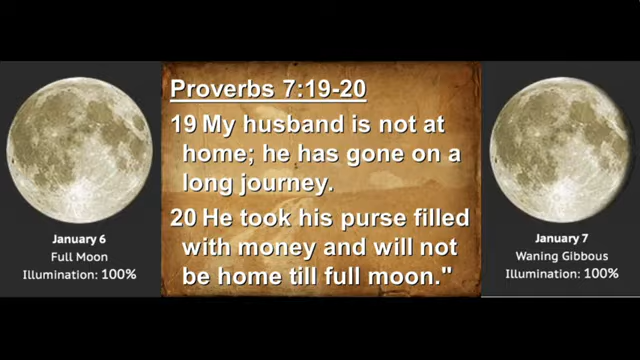 January 6
Full Moon
Illumination: 100%
Proverbs 7:19-20
19 My husband is not at
home; he has gone on a
long journey.
20 He took his purse filled
with money and will not
be home till full moon."
January 7
Waning Gibbous
Illumination: 100%